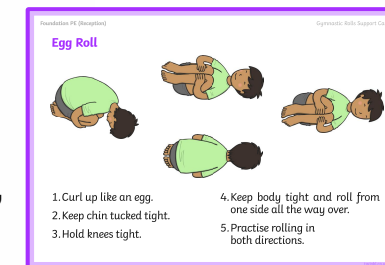 Foundation PE (Reception)
Gymnastic Rolls Support Ca
Egg Roll
1. Curl up like an egg.
2. Keep chin tucked tight.
3. Hold knees tight.
4. Keep body tight and roll from
one side all the way over.
5. Practise rolling in
both directions.